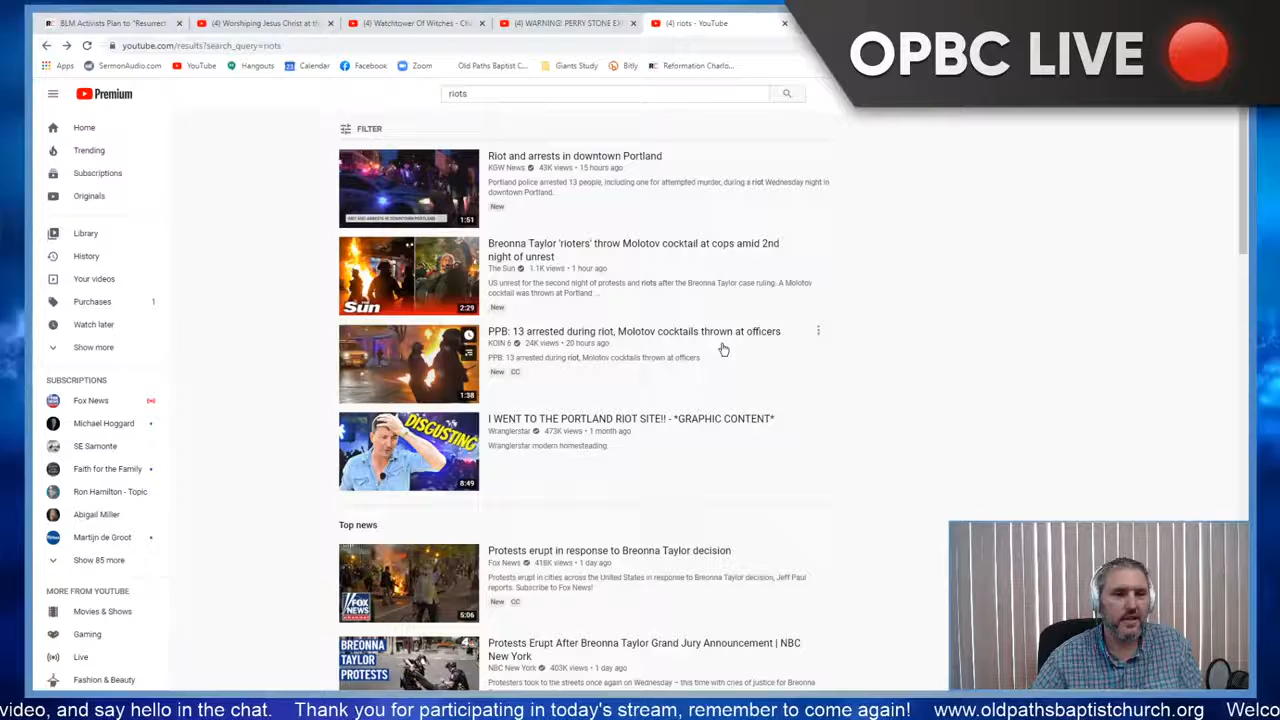 BLM Activists Plan to "Resurrect
(4) Worshiping Jesus Christ at th
(4) Watchtower Of Witches - Chu
(4) WARNING! PERRY STONE EX
(4) riots - YouTube
OPBC LIVE
youtube.com/results?search_query=riots
Apps
SermonAudio.com
YouTube
Hangouts
Calendar
Facebook
Zoom
Old Paths Baptist C...
Giants Study
Bitly
Reformation Charlo...
Premium
riots
Home
Trending
Subscriptions
Originals
Library
History
Your videos
Purchases 1
Watch later
Show more
SUBSCRIPTIONS
Fox News
Michael Hoggard
SE Samonte
Faith for the Family
Ron Hamilton - Topic
Abigail Miller
Martijn de Groot
Show 85 more
MORE FROM YOUTUBE
Movies & Shows
Gaming
Live
Fashion & Beauty
FILTER
RIOT AND ARRESTS IN DOWNTOWN PORTLAND
1:51
Riot and arrests in downtown Portland
KGW News 43K views • 15 hours ago
Portland police arrested 13 people, including one for attempted murder, during a riot Wednesday night in
downtown Portland.
New
The Sun
2:29
Breonna Taylor 'rioters' throw Molotov cocktail at cops amid 2nd
night of unrest
The Sun 1.1K views • 1 hour ago
US unrest for the second night of protests and riots after the Breonna Taylor case ruling. A Molotov
cocktail was thrown at Portland ...
New
1:38
PPB: 13 arrested during riot, Molotov cocktails thrown at officers
KOIN 6 24K views • 20 hours ago
PPB: 13 arrested during riot, Molotov cocktails thrown at officers
New CC
DISGUSTING
8:49
I WENT TO THE PORTLAND RIOT SITE!! - *GRAPHIC CONTENT*
Wranglerstar 473K views • 1 month ago
Wranglerstar modern homesteading.
Top news
FOX NEWS
5:06
Protests erupt in response to Breonna Taylor decision
Fox News 418K views • 1 day ago
Protests erupt in cities across the United States in response to Breonna Taylor decision, Jeff Paul
reports. Subscribe to Fox News!
New CC
BREONNA
TAYLOR
PROTESTS
4
Protests Erupt After Breonna Taylor Grand Jury Announcement | NBC
New York
NBC New York 403K views • 1 day ago
Protesters took to the streets once again on Wednesday – this time with cries of justice for Breonna
video, and say hello in the chat. Thank you for participating in today's stream, remember to come again! www.oldpathsbaptistchurch.org Welco